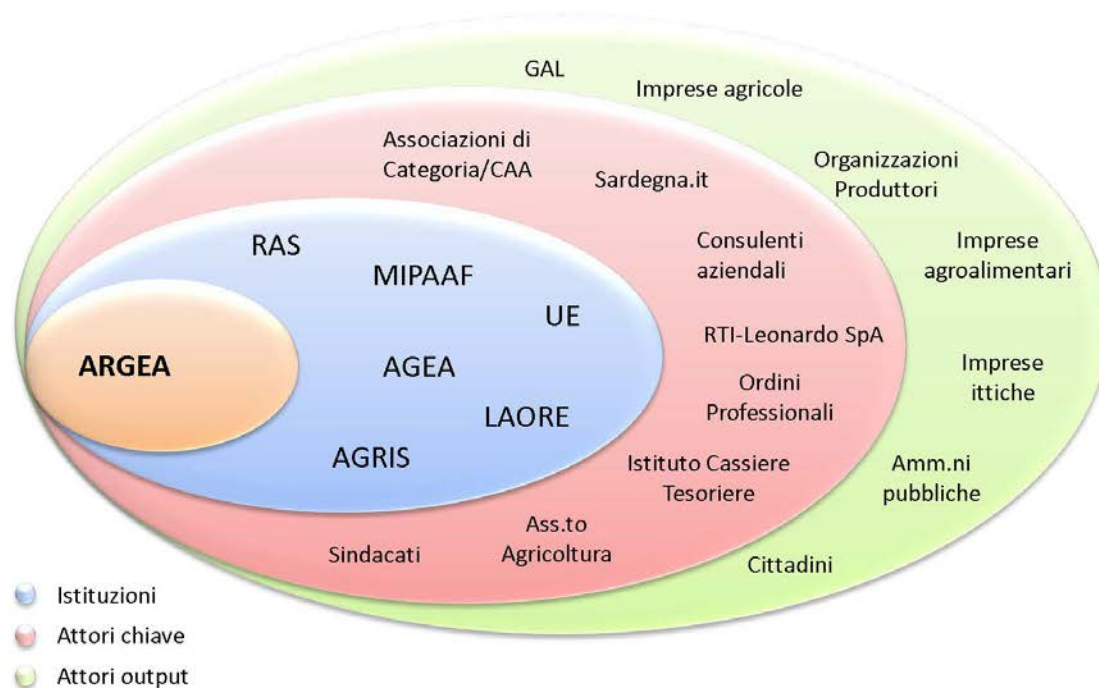 GAL
Imprese agricole
Associazioni di
Categoria/CAA
Sardegna.it
Organizzazioni
Produttori
RAS
MIPAAF
UE
Consulenti
aziendali
Imprese
agroalimentari
ARGEA
AGEA
RTI-Leonardo SpA
Imprese
ittiche
LAORE
Ordini
Professionali
AGRIS
Istituto Cassiere
Tesoriere
Amm.ni
pubbliche
Sindacati
Ass.to
Agricoltura
Cittadini
Istituzioni
Attori chiave
Attori output